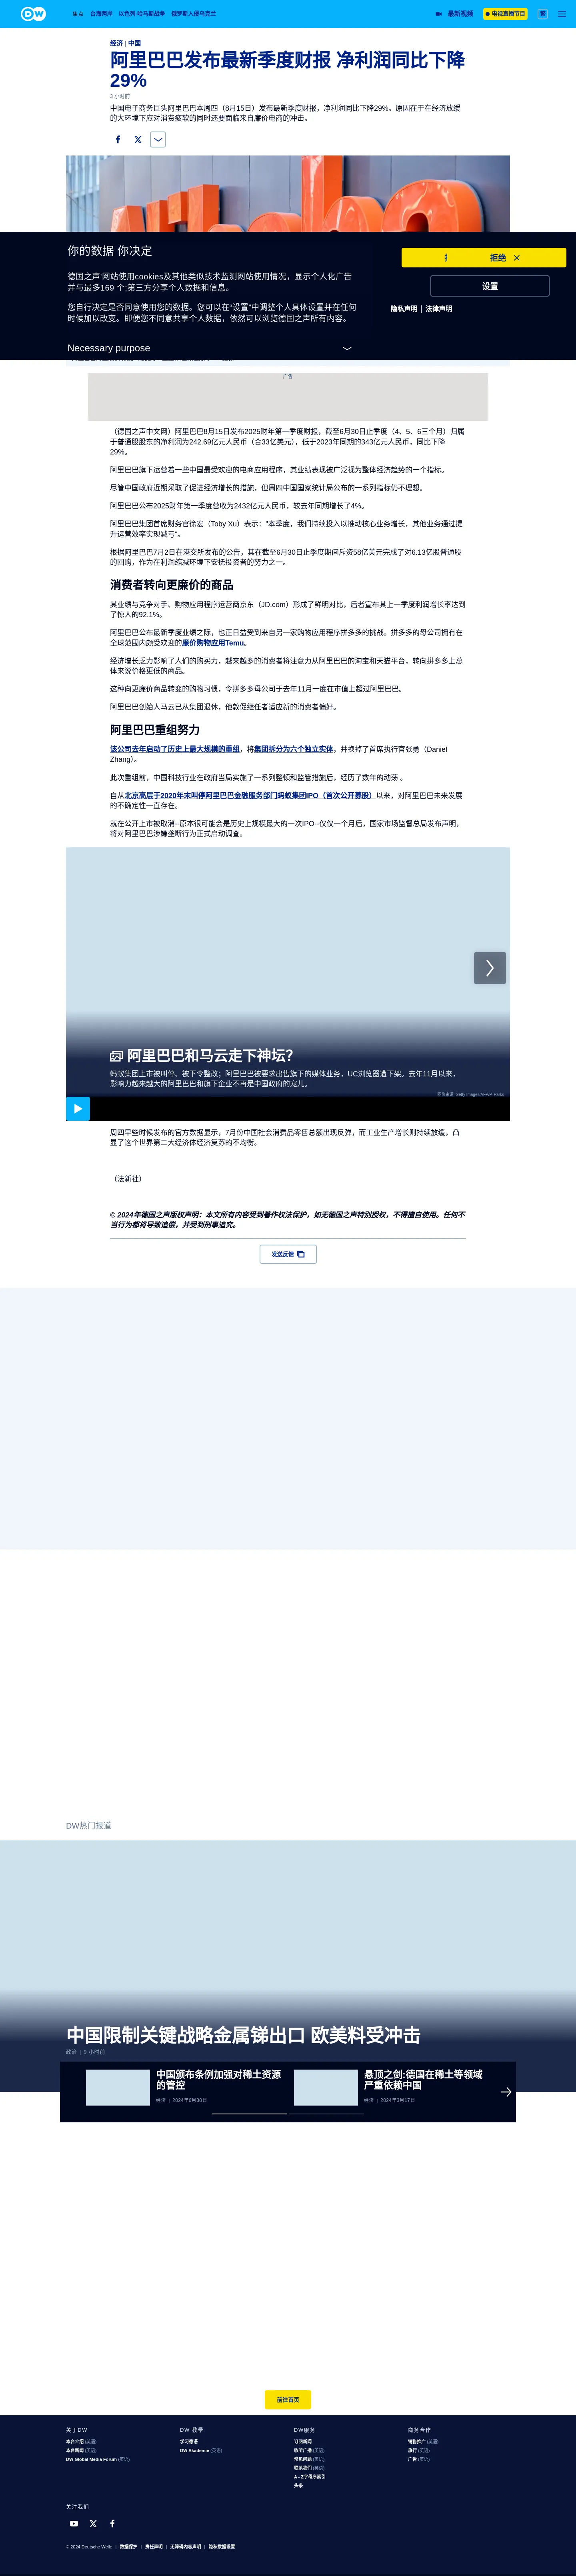 焦点 台海两岸 以色列-哈马斯战争 俄罗斯入侵乌克兰 最新视频 电视直播节目 繁
经济 | 中国
阿里巴巴发布最新季度财报 净利润同比下降
29%
3 小时前
中国电子商务巨头阿里巴巴本周四（8月15日）发布最新季度财报，净利润同比下降29%。原因在于在经济放缓
的大环境下应对消费疲软的同时还要面临来自廉价电商的冲击。
你的数据 你决定
德国之声¨网站使用cookies及其他类似技术监测网站使用情况，显示个人化广告
并与最多169 个;第三方分享个人数据和信息。
您自行决定是否同意使用您的数据。您可以在“设置”中调整个人具体设置并在任何
时候加以改变。即便您不同意共享个人数据，依然可以浏览德国之声所有内容。
Necessary purpose
拒绝
设置
隐私声明 | 法律声明
广告
（德国之声中文网）阿里巴巴8月15日发布2025财年第一季度财报，截至6月30日止季度（4、5、6三个月）归属
于普通股股东的净利润为242.69亿元人民币（合33亿美元），低于2023年同期的343亿元人民币，同比下降
29%。
阿里巴巴旗下运营着一些中国最受欢迎的电商应用程序，其业绩表现被广泛视为整体经济趋势的一个指标。
尽管中国政府近期采取了促进经济增长的措施，但周四中国国家统计局公布的一系列指标仍不理想。
阿里巴巴公布2025财年第一季度营收为2432亿元人民币，较去年同期增长了4%。
阿里巴巴集团首席财务官徐宏（Toby Xu）表示：“本季度，我们持续投入以推动核心业务增长，其他业务通过提
升运营效率实现减亏”。
根据阿里巴巴7月2日在港交所发布的公告，其在截至6月30日止季度期间斥资58亿美元完成了对6.13亿股普通股
的回购，作为在利润缩减环境下安抚投资者的努力之一。
消费者转向更廉价的商品
其业绩与竞争对手、购物应用程序运营商京东（JD.com）形成了鲜明对比，后者宣布其上一季度利润增长率达到
了惊人的92.1%。
阿里巴巴公布最新季度业绩之际，也正日益受到来自另一家购物应用程序拼多多的挑战。拼多多的母公司拥有在
全球范围内颇受欢迎的廉价购物应用Temu。
经济增长乏力影响了人们的购买力，越来越多的消费者将注意力从阿里巴巴的淘宝和天猫平台，转向拼多多上总
体来说价格更低的商品。
这种向更廉价商品转变的购物习惯，令拼多多母公司于去年11月一度在市值上超过阿里巴巴。
阿里巴巴创始人马云已从集团退休，他敦促继任者适应新的消费者偏好。
阿里巴巴重组努力
该公司去年启动了历史上最大规模的重组，将集团拆分为六个独立实体，并换掉了首席执行官张勇（Daniel
Zhang）。
此次重组前，中国科技行业在政府当局实施了一系列整顿和监管措施后，经历了数年的动荡 。
自从北京高层于2020年末叫停阿里巴巴金融服务部门蚂蚁集团IPO（首次公开募股）以来，对阿里巴巴未来发展
的不确定性一直存在。
就在公开上市被取消--原本很可能会是历史上规模最大的一次IPO--仅仅一个月后，国家市场监督总局发布声明，
将对阿里巴巴涉嫌垄断行为正式启动调查。
阿里巴巴和马云走下神坛？
蚂蚁集团上市被叫停、被下令整改；阿里巴巴被要求出售旗下的媒体业务，UC浏览器遭下架。去年11月以来，
影响力越来越大的阿里巴巴和旗下企业不再是中国政府的宠儿。
图像来源: Getty Images/AFP/P. Parks
周四早些时候发布的官方数据显示，7月份中国社会消费品零售总额出现反弹，而工业生产增长则持续放缓，凸
显了这个世界第二大经济体经济复苏的不均衡。
（法新社）
© 2024年德国之声版权声明：本文所有内容受到著作权法保护，如无德国之声特别授权，不得擅自使用。任何不
当行为都将导致追偿，并受到刑事追究。
发送反馈
DW热门报道
中国限制关键战略金属锑出口 欧美料受冲击
政治 | 9 小时前
中国颁布条例加强对稀土资源
的管控
经济 | 2024年6月30日
悬顶之剑:德国在稀土等领域
严重依赖中国
经济 | 2024年3月17日
前往首页
关于DW
本台介绍 (英语)
本台新闻 (英语)
DW Global Media Forum (英语)
DW 教學
学习德语
DW Akademie (英语)
DW服务
订阅新闻
收听广播 (英语)
常见问题 (英语)
联系我们 (英语)
A - Z字母序索引
头条
商务合作
销售推广 (英语)
旅行 (英语)
广告 (英语)
关注我们
© 2024 Deutsche Welle | 数据保护 | 责任声明 | 无障碍内容声明 | 隐私数据设置